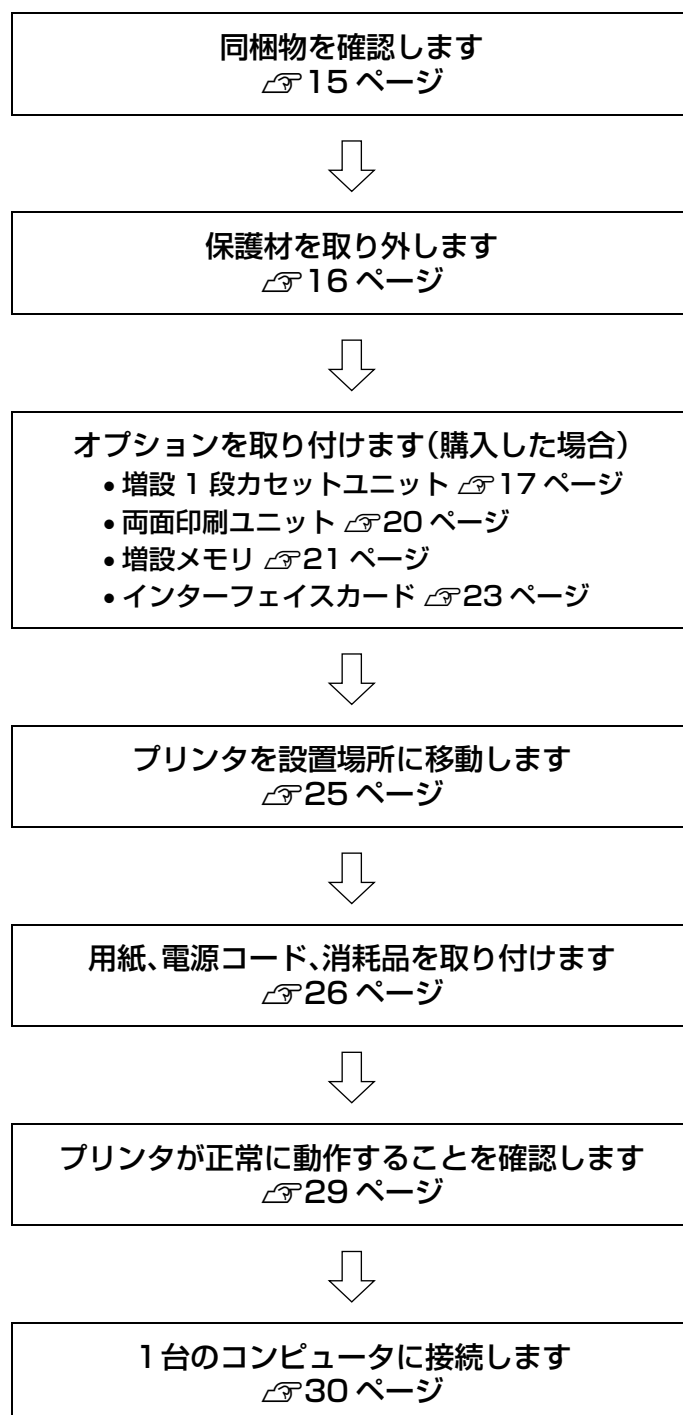 同梱物を確認します
☞15 ページ
保護材を取り外します
☞16 ページ
オプションを取り付けます（購入した場合）
• 増設 1 段カセットユニット ☞17 ページ
• 両面印刷ユニット ☞20 ページ
• 増設メモリ ☞21 ページ
• インターフェイスカード ☞23 ページ
プリンタを設置場所に移動します
☞25 ページ
用紙、電源コード、消耗品を取り付けます
☞26 ページ
プリンタが正常に動作することを確認します
☞29 ページ
1台のコンピュータに接続します
☞30 ページ